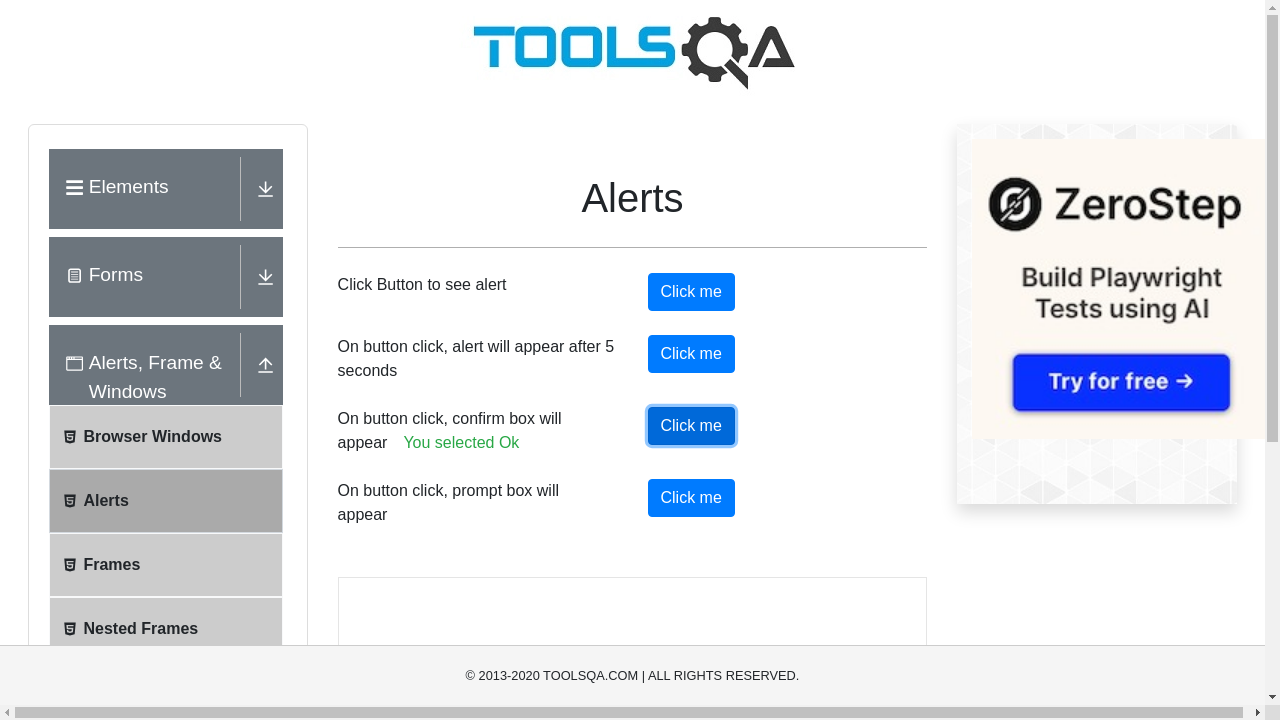 TOOLSQA
Elements
Forms
Alerts, Frame &
Windows
Browser Windows
Alerts
Frames
Nested Frames
Alerts
Click Button to see alert
Click me
On button click, alert will appear after 5
seconds
Click me
On button click, confirm box will
appear You selected Ok
Click me
On button click, prompt box will
appear
Click me
ZeroStep
Build Playwright
Tests using AI
Try for free →
© 2013-2020 TOOLSQA.COM | ALL RIGHTS RESERVED.